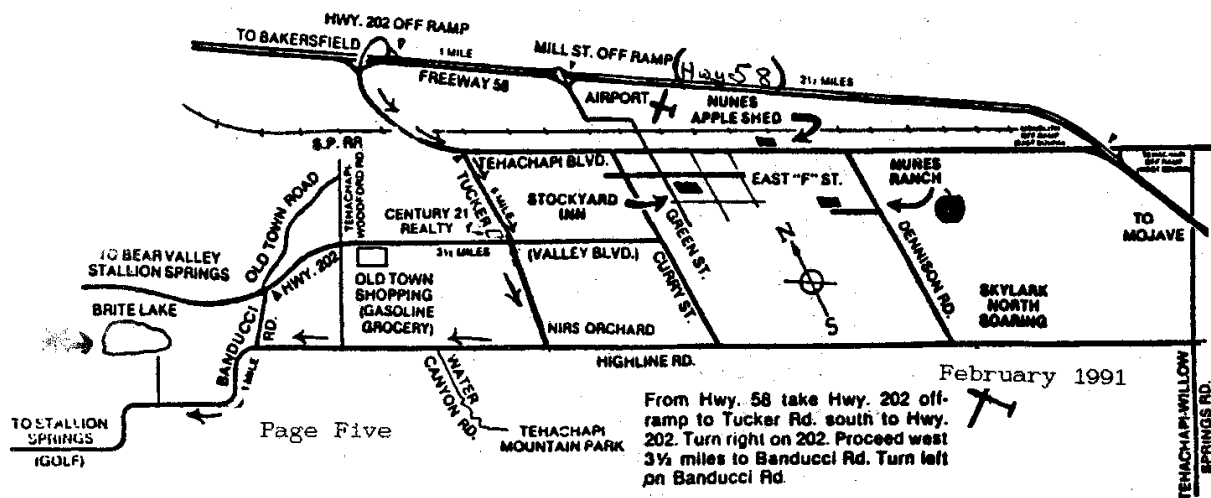 HWY. 202 OFF RAMP
TO BAKERSFIELD
1 MILE
FREEWAY 58
MILL ST. OFF RAMP (Hwy 58)
2½ MILES
AIRPORT
NUNES
APPLE SHED
S.P. RR
TEHACHAPI BLVD.
EAST "F" ST.
NUNES
RANCH
STOCKYARD
INN
TUCKER
MILE
CENTURY 21
REALTY
TEHACHAPI
WOODFORD RD.
OLD TOWN ROAD
GREEN ST.
CURRY ST.
DENNISON RD.
TO
MOJAVE
TO BEAR VALLEY
STALLION SPRINGS
HWY. 202
3½ MILES
(VALLEY BLVD.)
N
S
BRITE LAKE
OLD TOWN
SHOPPING
(GASOLINE
GROCERY)
NIRS ORCHARD
SKYLARK
NORTH
SOARING
BANDUCCI
RD.
1 MILE
HIGHLINE RD.
WATER
CANYON RD.
TEHACHAPI
MOUNTAIN PARK
TO STALLION
SPRINGS
(GOLF)
Page Five
February 1991
From Hwy. 58 take Hwy. 202 off-
ramp to Tucker Rd. south to Hwy.
202. Turn right on 202. Proceed west
3½ miles to Banducci Rd. Turn left
on Banducci Rd.
TEHACHAPI-WILLOW
SPRINGS RD.